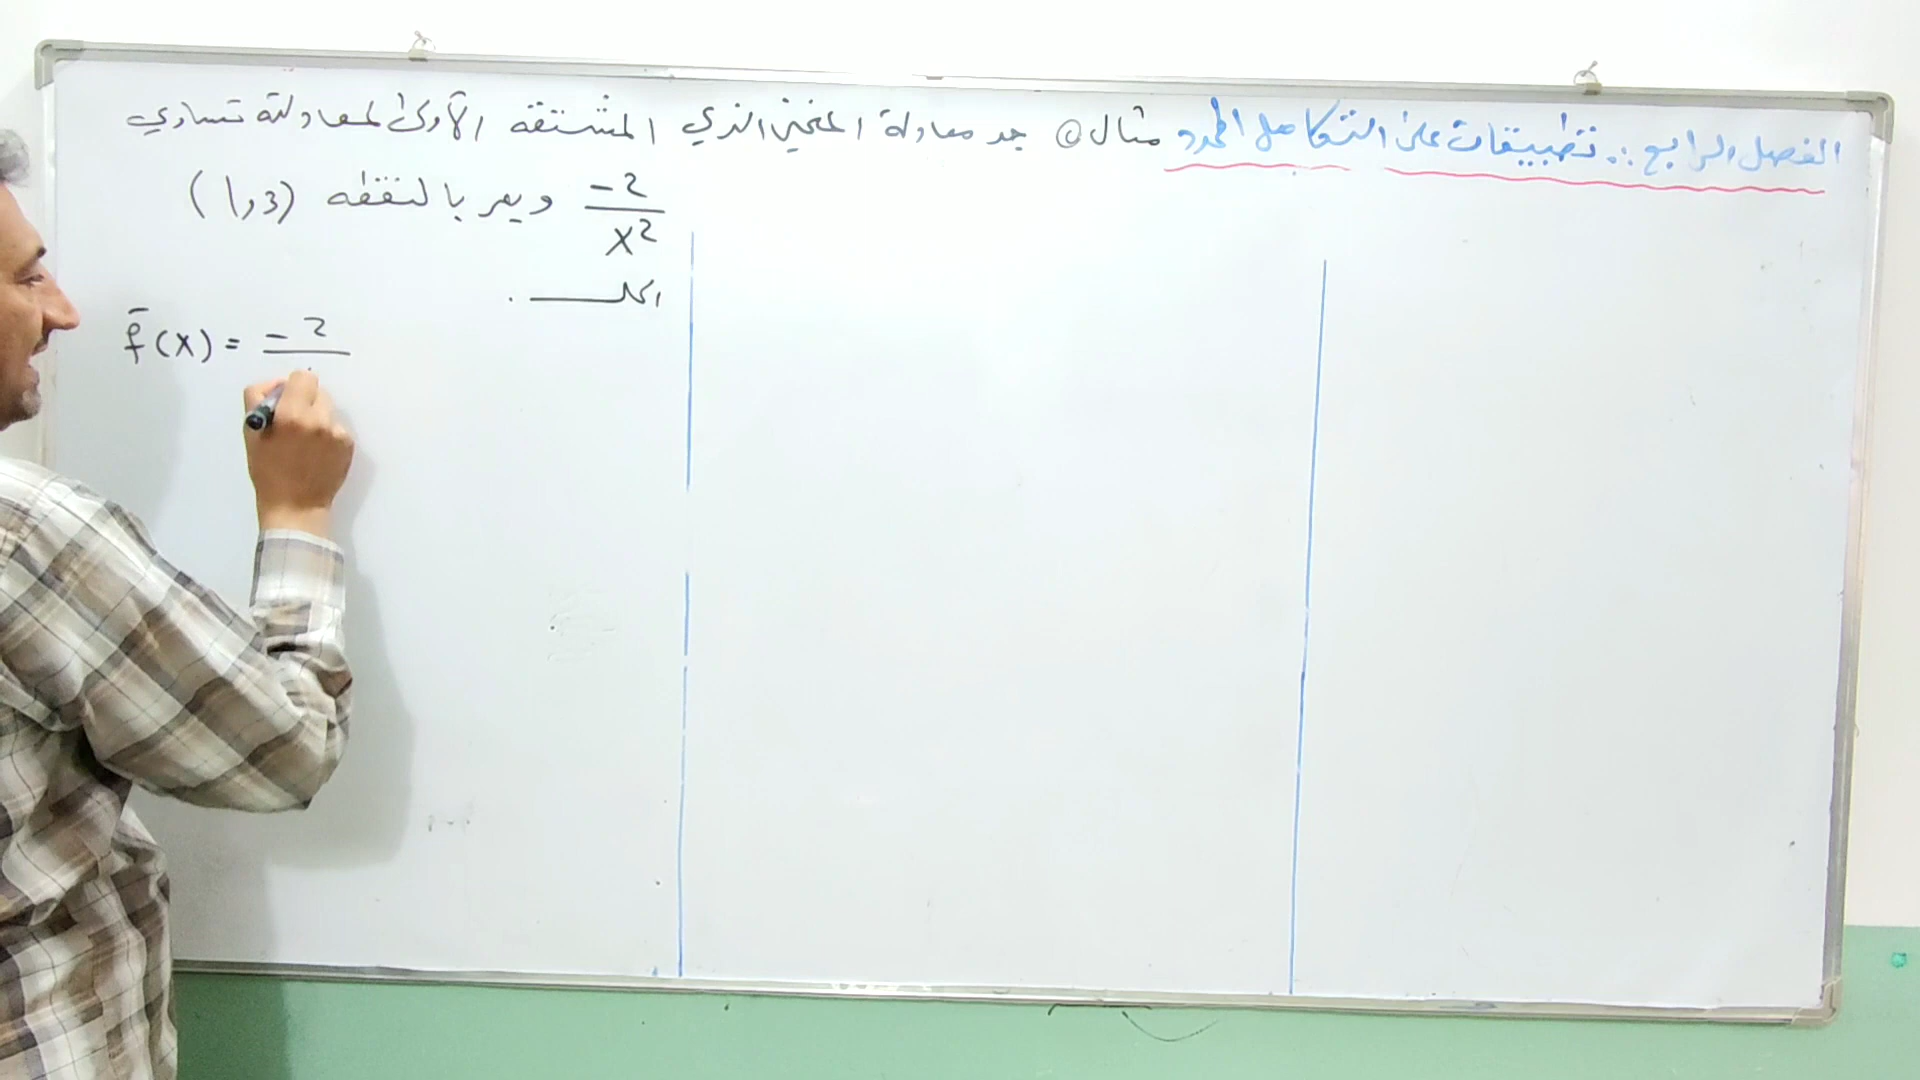 الفصل الرابع :. تطبيقات على التكامل المحدد مثال جد معادلة المنحني الذي المشتقة الأولى لمعادلته تساوي
-2/x² ويمر بالنقطة (1,3)
الحل .
f̄(x) = -2